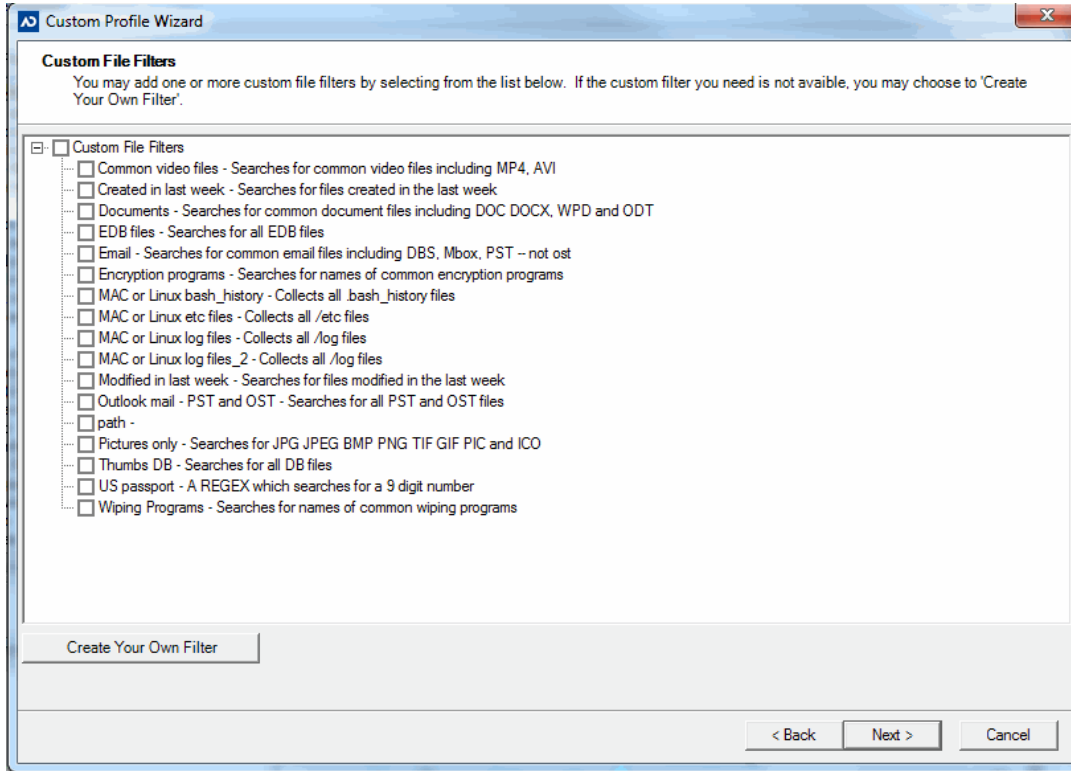 Custom Profile Wizard
Custom File Filters
You may add one or more custom file filters by selecting from the list below. If the custom filter you need is not avaible, you may choose to 'Create
Your Own Filter'.
Custom File Filters
Common video files - Searches for common video files including MP4, AVI
Created in last week - Searches for files created in the last week
Documents - Searches for common document files including DOC DOCX, WPD and ODT
EDB files - Searches for all EDB files
Email - Searches for common email files including DBS, Mbox, PST -- not ost
Encryption programs - Searches for names of common encryption programs
MAC or Linux bash_history - Collects all .bash_history files
MAC or Linux etc files - Collects all /etc files
MAC or Linux log files - Collects all /log files
MAC or Linux log files_2 - Collects all /log files
Modified in last week - Searches for files modified in the last week
Outlook mail - PST and OST - Searches for all PST and OST files
path -
Pictures only - Searches for JPG JPEG BMP PNG TIF GIF PIC and ICO
Thumbs DB - Searches for all DB files
US passport - A REGEX which searches for a 9 digit number
Wiping Programs - Searches for names of common wiping programs
Create Your Own Filter
< Back Next > Cancel